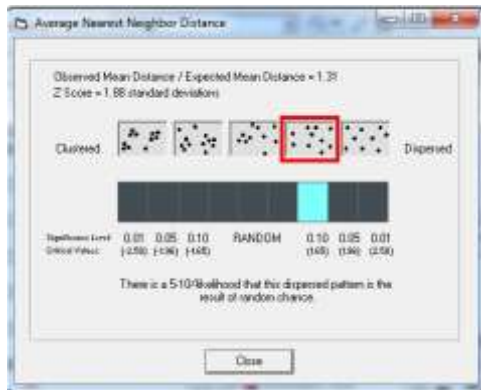 Average Nearest Neighbor Distance
Observed Mean Distance / Expected Mean Distance = 1.31
Z Score = 1.88 standard deviations
Clustered
Dispersed
Significance Level: 0.01 0.05 0.10 RANDOM 0.10 0.05 0.01
Critical Values: (-2.58) (-1.96) (-1.65) (1.65) (1.96) (2.58)
There is a 5-10% likelihood that this dispersed pattern is the
result of random chance.
Close